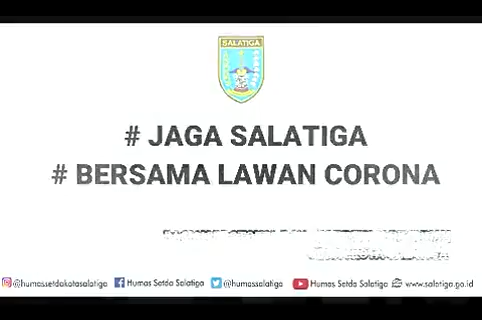 SALATIGA
# JAGA SALATIGA
# BERSAMA LAWAN CORONA
@humassetdakotasalatiga Humas Setda Salatiga @humassalatiga Humas Setda Salatiga www.salatiga.go.id